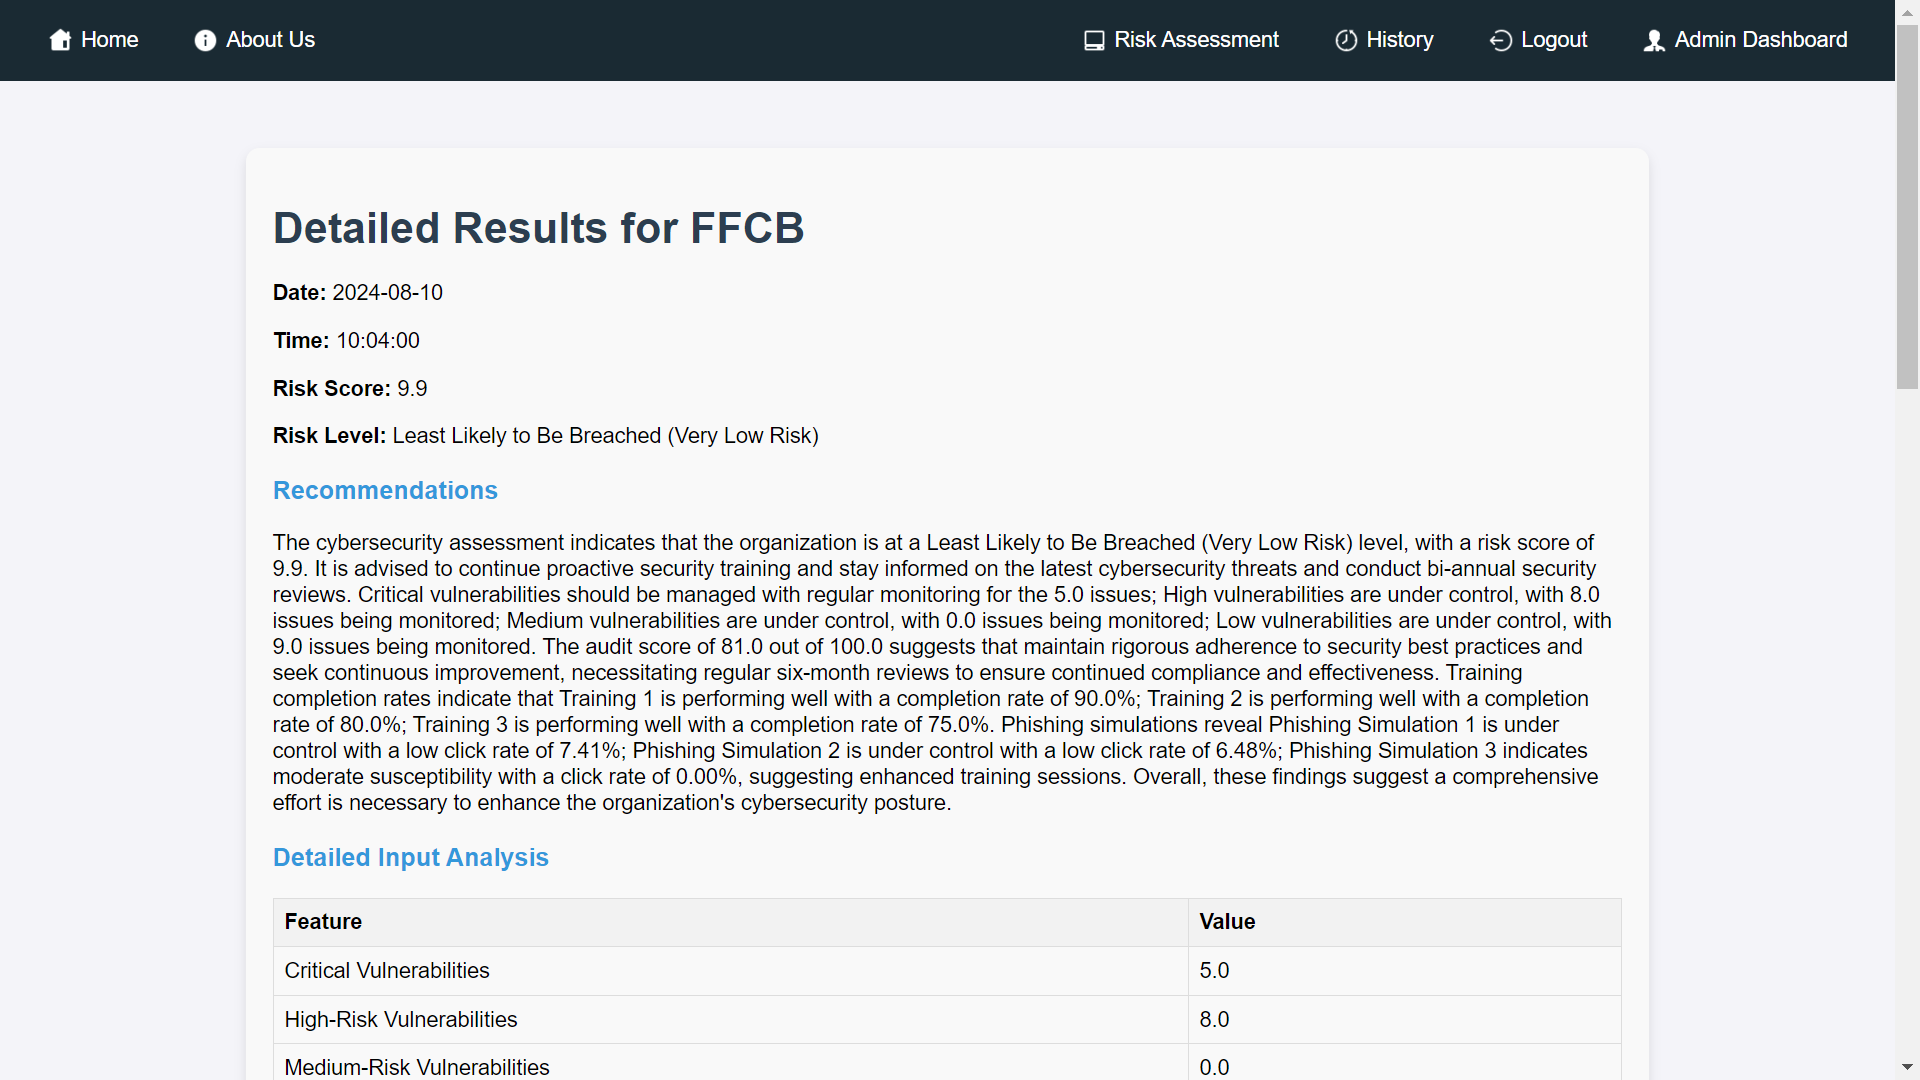 Home
About Us
Risk Assessment
History
Logout
Admin Dashboard
Detailed Results for FFCB
Date: 2024-08-10
Time: 10:04:00
Risk Score: 9.9
Risk Level: Least Likely to Be Breached (Very Low Risk)
Recommendations
The cybersecurity assessment indicates that the organization is at a Least Likely to Be Breached (Very Low Risk) level, with a risk score of
9.9. It is advised to continue proactive security training and stay informed on the latest cybersecurity threats and conduct bi-annual security
reviews. Critical vulnerabilities should be managed with regular monitoring for the 5.0 issues; High vulnerabilities are under control, with 8.0
issues being monitored; Medium vulnerabilities are under control, with 0.0 issues being monitored; Low vulnerabilities are under control, with
9.0 issues being monitored. The audit score of 81.0 out of 100.0 suggests that maintain rigorous adherence to security best practices and
seek continuous improvement, necessitating regular six-month reviews to ensure continued compliance and effectiveness. Training
completion rates indicate that Training 1 is performing well with a completion rate of 90.0%; Training 2 is performing well with a completion
rate of 80.0%; Training 3 is performing well with a completion rate of 75.0%. Phishing simulations reveal Phishing Simulation 1 is under
control with a low click rate of 7.41%; Phishing Simulation 2 is under control with a low click rate of 6.48%; Phishing Simulation 3 indicates
moderate susceptibility with a click rate of 0.00%, suggesting enhanced training sessions. Overall, these findings suggest a comprehensive
effort is necessary to enhance the organization's cybersecurity posture.
Detailed Input Analysis
Feature Value
Critical Vulnerabilities 5.0
High-Risk Vulnerabilities 8.0
Medium-Risk Vulnerabilities 0.0